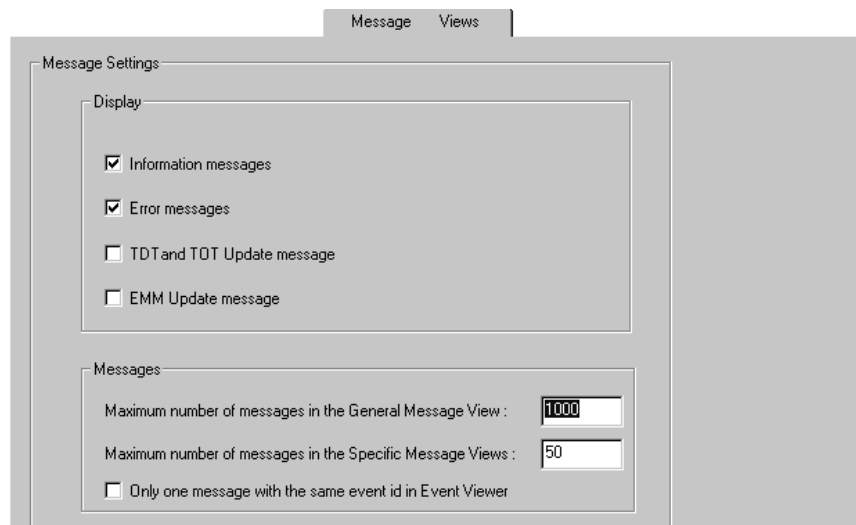 Message Views
Message Settings
Display
Information messages
Error messages
TDT and TOT Update message
EMM Update message
Messages
Maximum number of messages in the General Message View : 1000
Maximum number of messages in the Specific Message Views : 50
Only one message with the same event id in Event Viewer